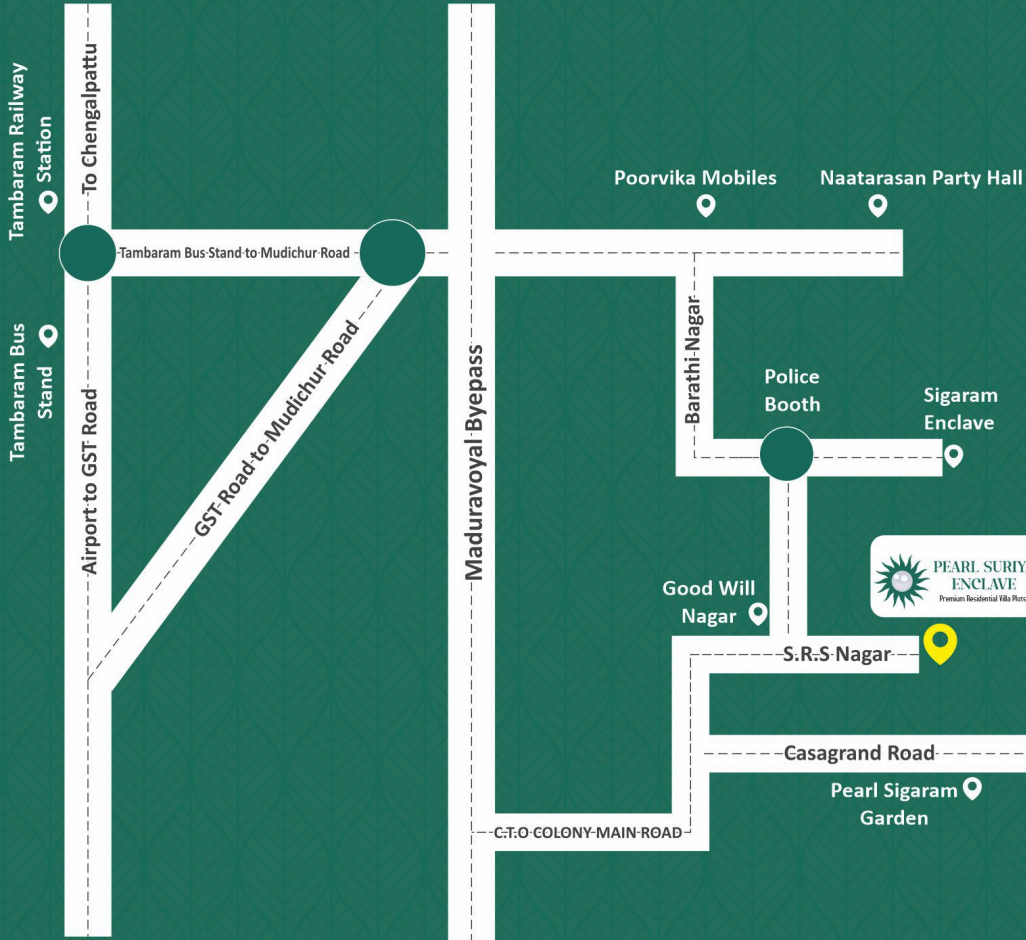 Tambaram Railway
Station
To Chengalpattu
Poorvika Mobiles
Naatarasan Party Hall
Tambaram Bus Stand to Mudichur Road
Tambaram Bus
Stand
Airport to GST Road
GST Road to Mudichur Road
Maduravoyal Byepass
Barathi Nagar
Police
Booth
Sigaram
Enclave
PEARL SURIY
ENCLAVE
Premium Residential Villa Plots
Good Will
Nagar
S.R.S Nagar
Casagrand Road
Pearl Sigaram
Garden
C.T.O COLONY MAIN ROAD